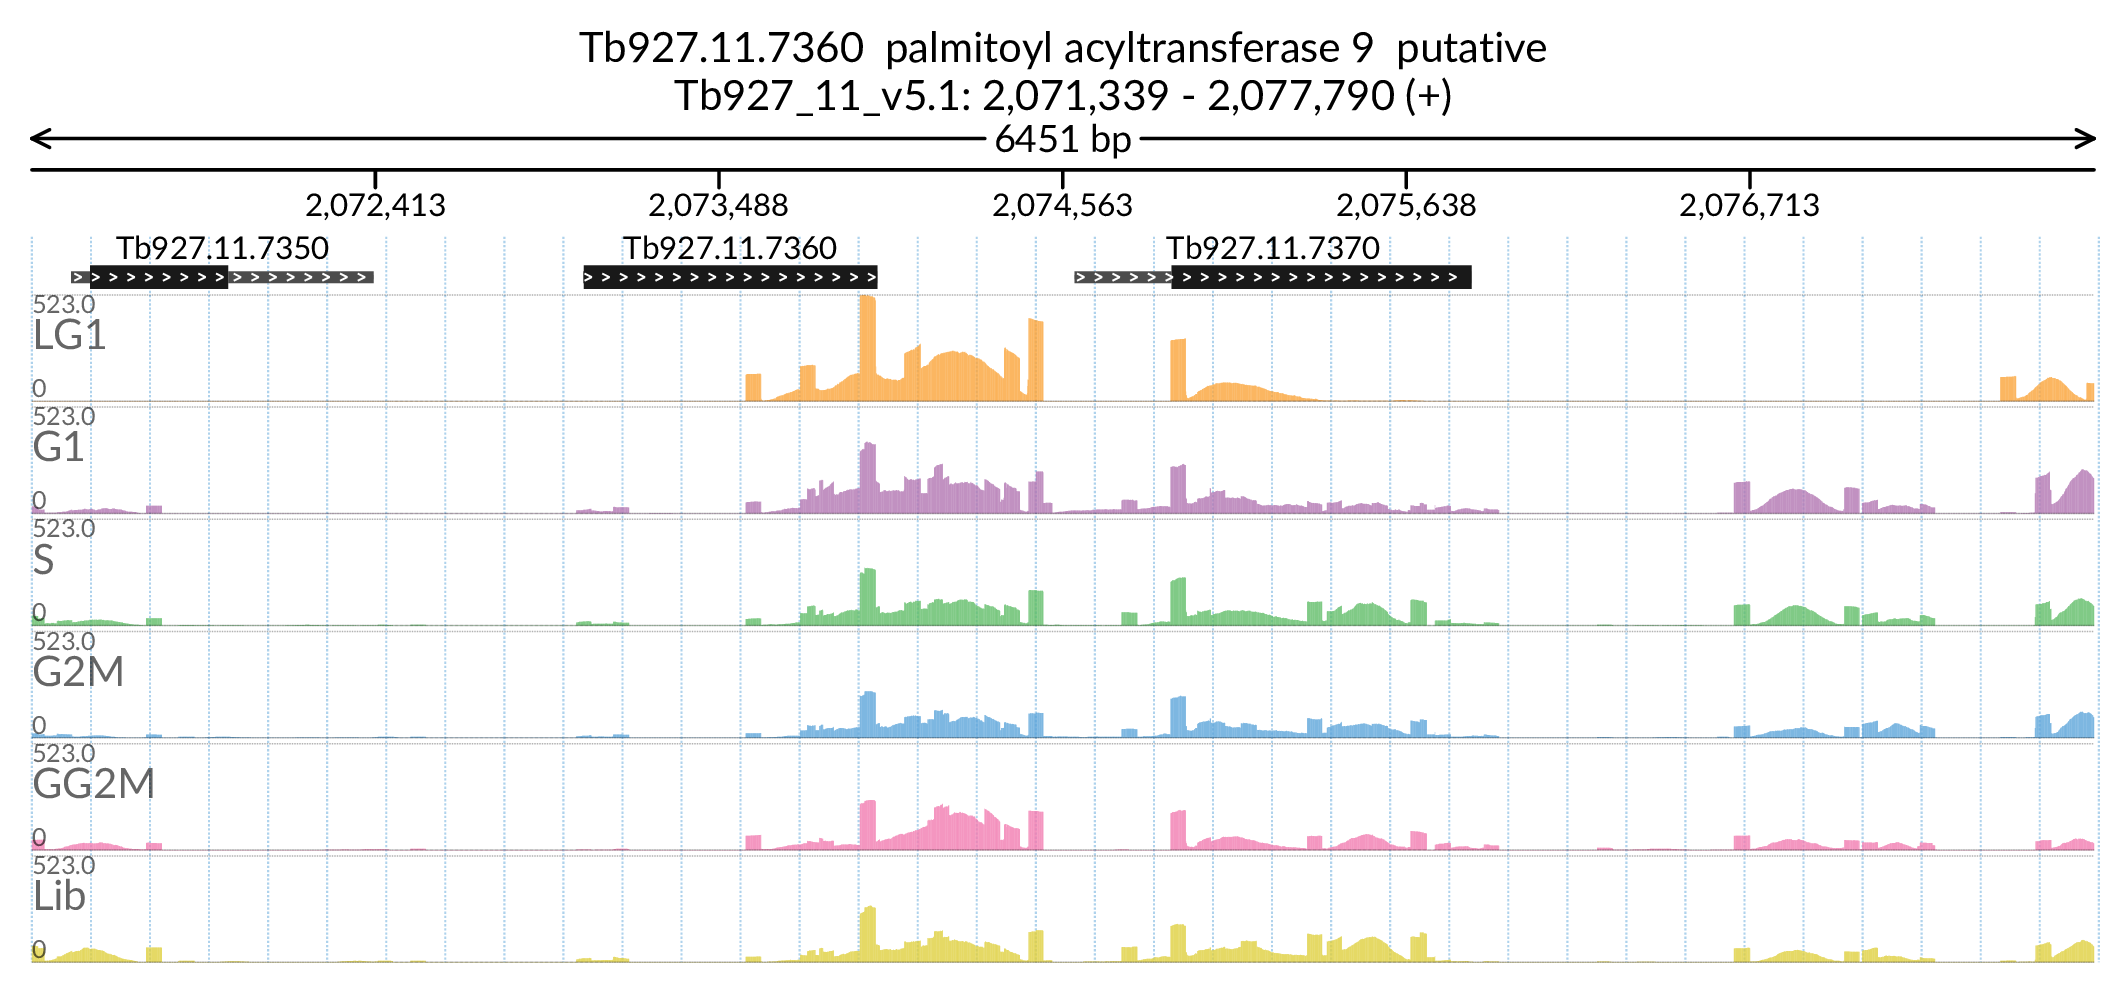 Tb927.11.7360  palmitoyl acyltransferase 9  putative
Tb927_11_v5.1: 2,071,339 - 2,077,790 (+)
6451 bp
2,072,413 2,073,488 2,074,563 2,075,638 2,076,713
Tb927.11.7350 Tb927.11.7360 Tb927.11.7370
523.0
LG1
0
523.0
G1
0
523.0
S
0
523.0
G2M
0
523.0
GG2M
0
523.0
Lib
0